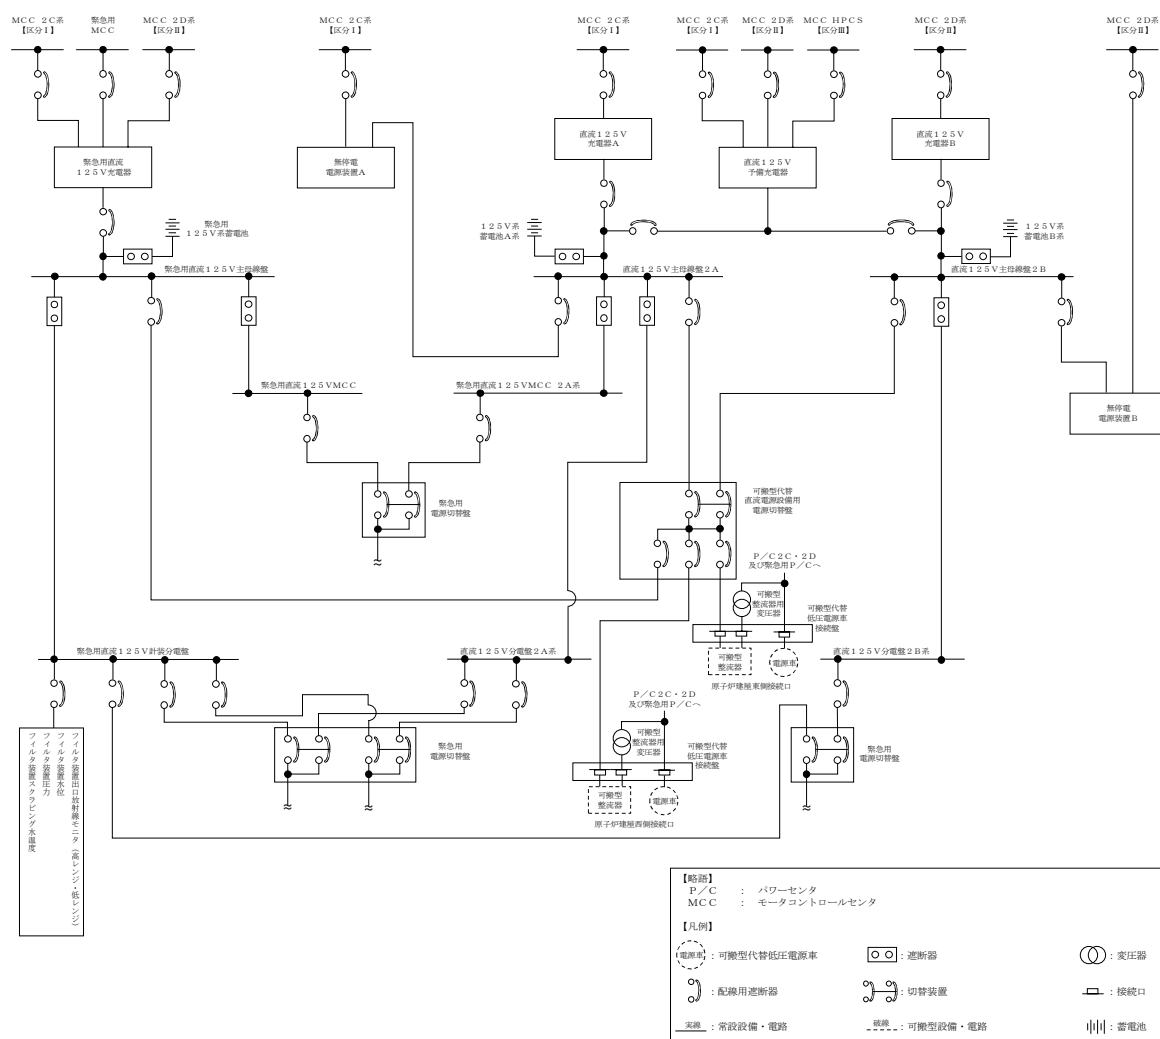 MCC 2C系
【区分Ⅰ】
緊急用
MCC
MCC 2D系
【区分Ⅱ】
MCC 2C系
【区分Ⅰ】
MCC 2C系
【区分Ⅰ】
MCC 2C系
【区分Ⅰ】
MCC 2D系
【区分Ⅱ】
MCC HPCS
【区分Ⅲ】
MCC 2D系
【区分Ⅱ】
MCC 2D系
【区分Ⅱ】
緊急用直流
125V充電器
無停電
電源装置A
直流125V
充電器A
直流125V
予備充電器
直流125V
充電器B
緊急用
125V系蓄電池
125V系
蓄電池A系
125V系
蓄電池B系
緊急用直流125V主母線盤
直流125V主母線盤2A
直流125V主母線盤2B
緊急用直流125VMCC
緊急用直流125VMCC 2A系
無停電
電源装置B
緊急用
電源切替盤
可搬型代替
直流電源設備用
電源切替盤
P/C2C・2D
及び緊急用P/Cへ
可搬型
整流器用
変圧器
可搬型代替
低圧電源車
接続盤
可搬型
整流器
電源車
原子炉建屋東側接続口
緊急用直流125V計装分電盤
直流125V分電盤2A系
直流125V分電盤2B系
P/C2C・2D
及び緊急用P/Cへ
可搬型
整流器用
変圧器
可搬型代替
低圧電源車
接続盤
可搬型
整流器
電源車
原子炉建屋西側接続口
緊急用
電源切替盤
緊急用
電源切替盤
フィルタ装置出口放射線モニタ(高レンジ・低レンジ)
フィルタ装置水位
フィルタ装置圧力
フィルタ装置スクラビング水温度
【略語】
P/C : パワーセンタ
MCC : モータコントロールセンタ
【凡例】
電源車 : 可搬型代替低圧電源車
: 遮断器
: 変圧器
: 配線用遮断器
: 切替装置
: 接続口
実線 : 常設設備・電路
破線 : 可搬型設備・電路
: 蓄電池